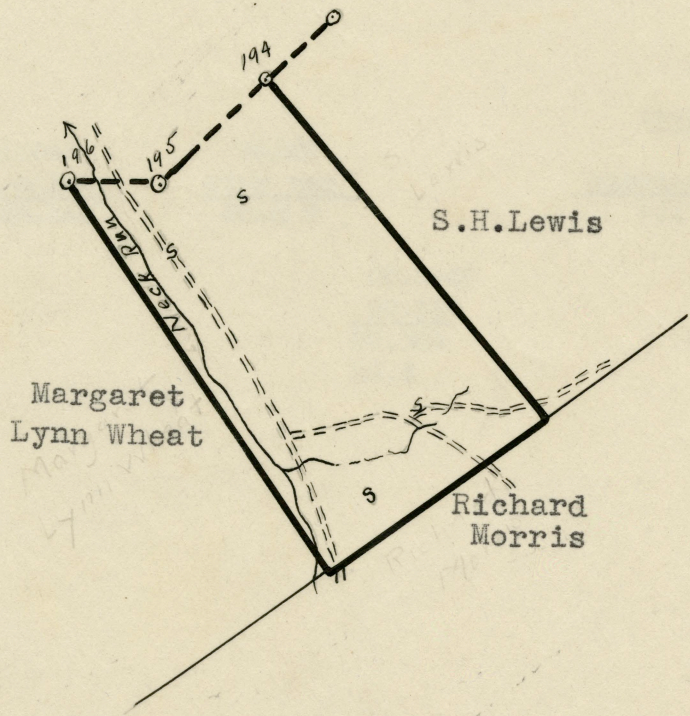 194
195
196
S
S.H.Lewis
S
Neck Run
Margaret
Lynn Wheat
S
S
Richard
Morris